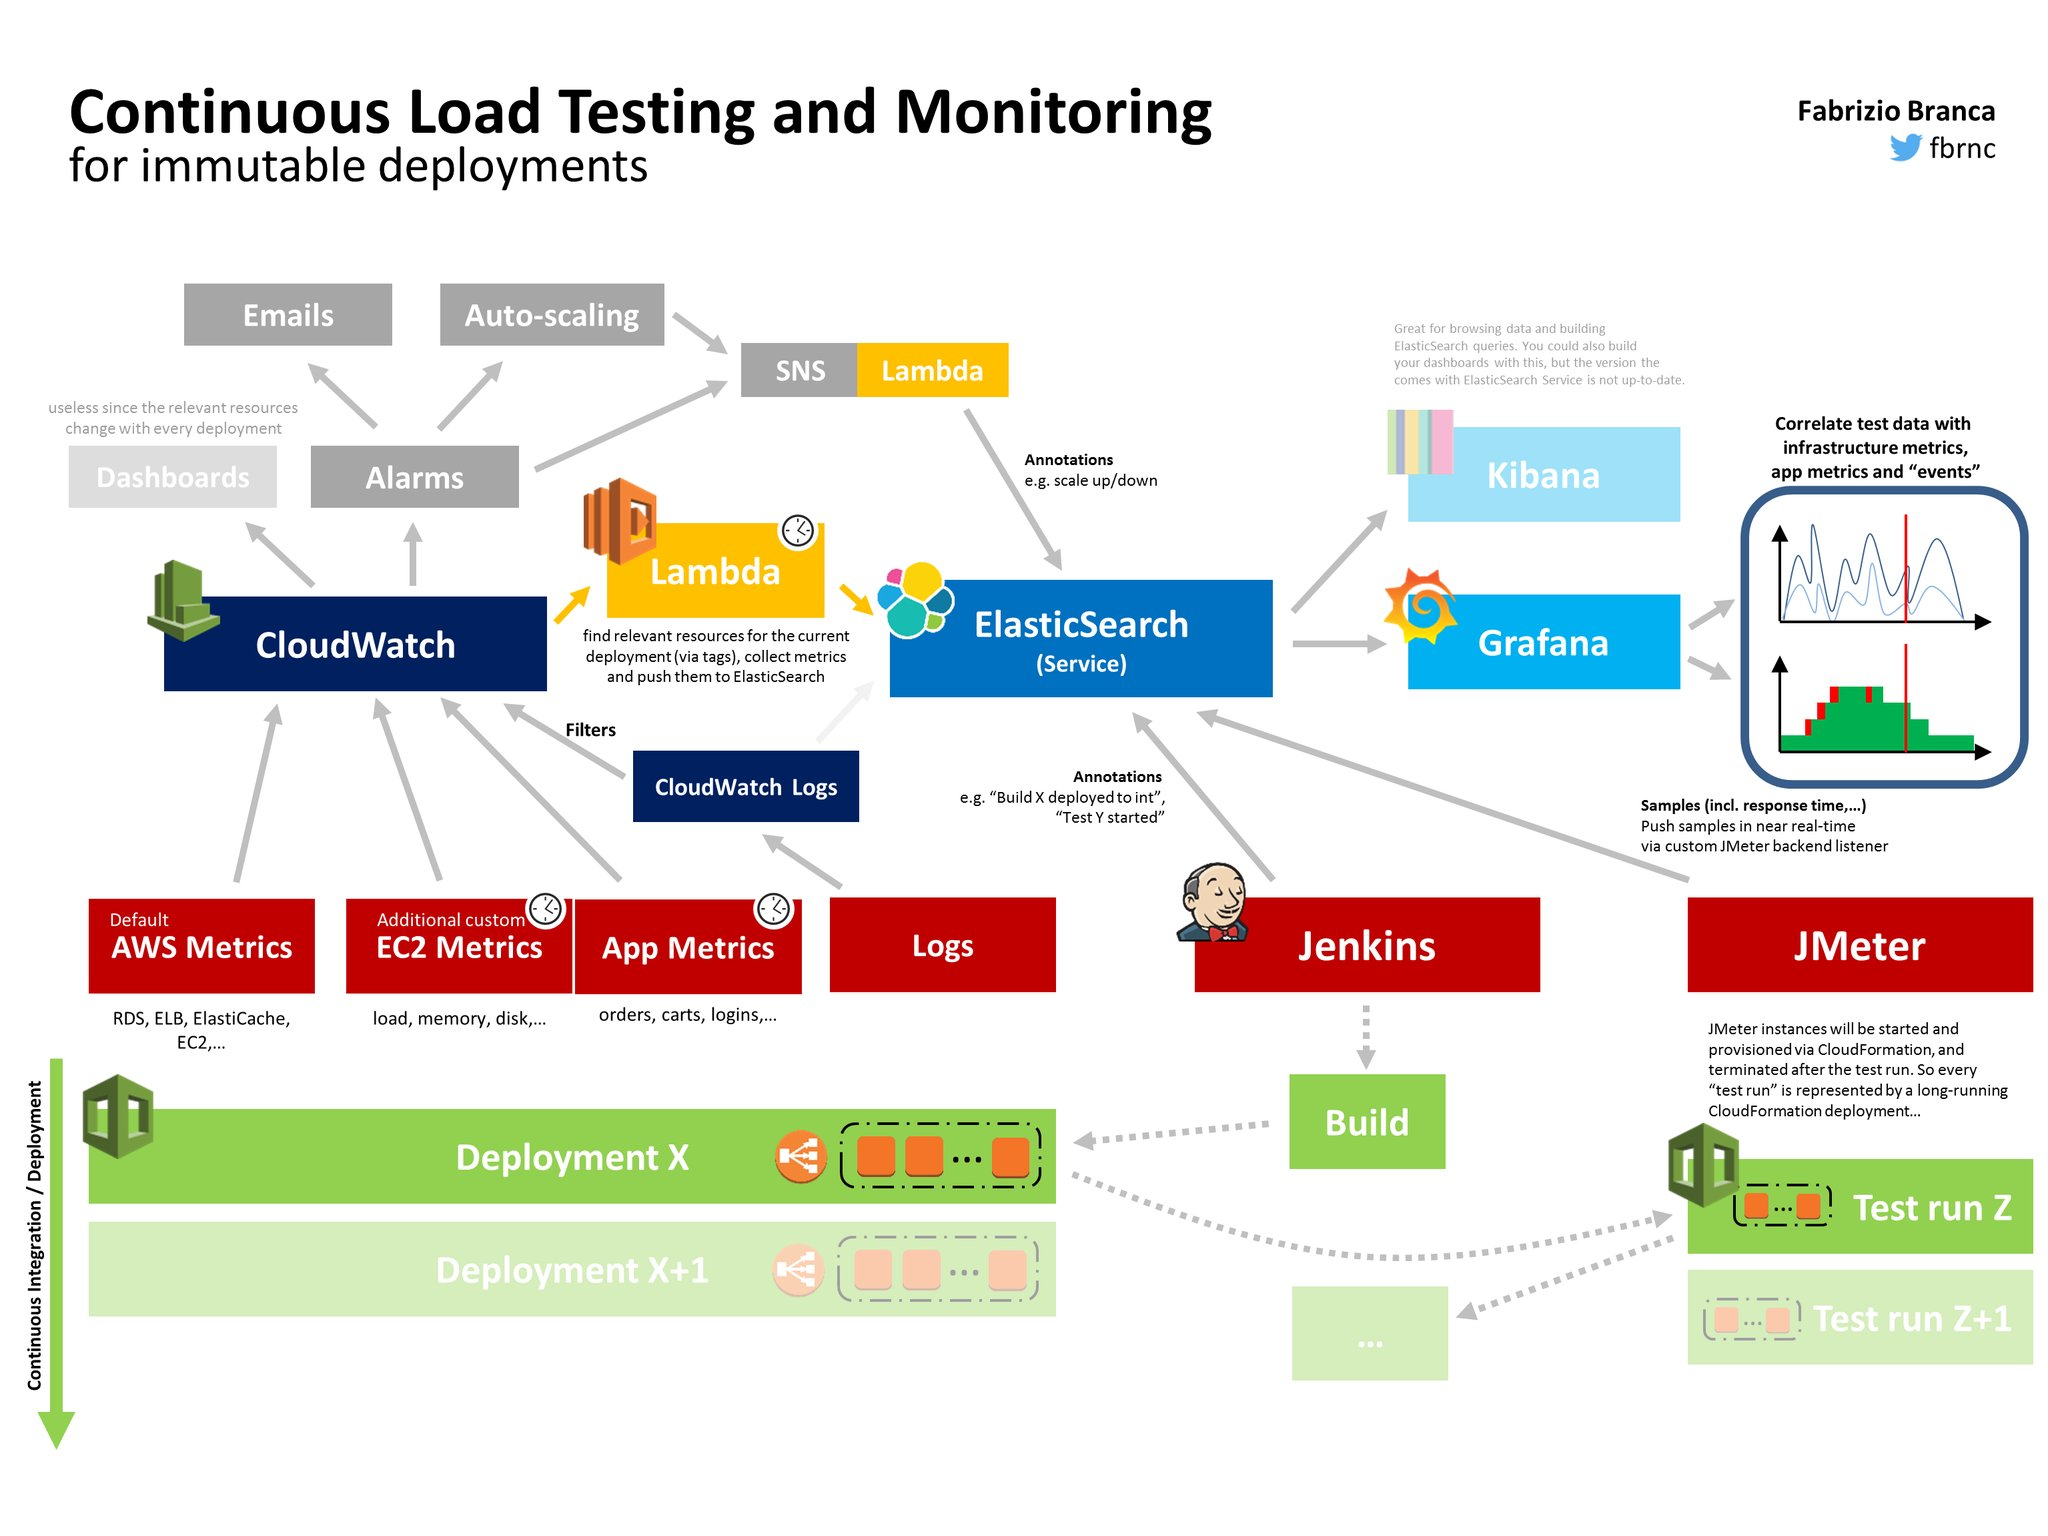 Continuous Load Testing and Monitoring
for immutable deployments
Fabrizio Branca
fbrnc
Emails
Auto-scaling
SNS
Lambda
useless since the relevant resources
change with every deployment
Dashboards
Alarms
Annotations
e.g. scale up/down
Great for browsing data and building
ElasticSearch queries. You could also build
your dashboards with this, but the version the
comes with ElasticSearch Service is not up-to-date.
Kibana
Correlate test data with
infrastructure metrics,
app metrics and “events”
CloudWatch
Lambda
find relevant resources for the current
deployment (via tags), collect metrics
and push them to ElasticSearch
ElasticSearch
(Service)
Grafana
Filters
CloudWatch Logs
Annotations
e.g. “Build X deployed to int”,
“Test Y started”
Samples (incl. response time,...)
Push samples in near real-time
via custom JMeter backend listener
Default
AWS Metrics
RDS, ELB, ElastiCache,
EC2,...
Additional custom
EC2 Metrics
load, memory, disk,...
App Metrics
orders, carts, logins,...
Logs
Jenkins
JMeter
JMeter instances will be started and
provisioned via CloudFormation, and
terminated after the test run. So every
“test run” is represented by a long-running
CloudFormation deployment...
Continuous Integration / Deployment
Build
Deployment X
...
Deployment X+1
...
...
...
Test run Z
...
Test run Z+1